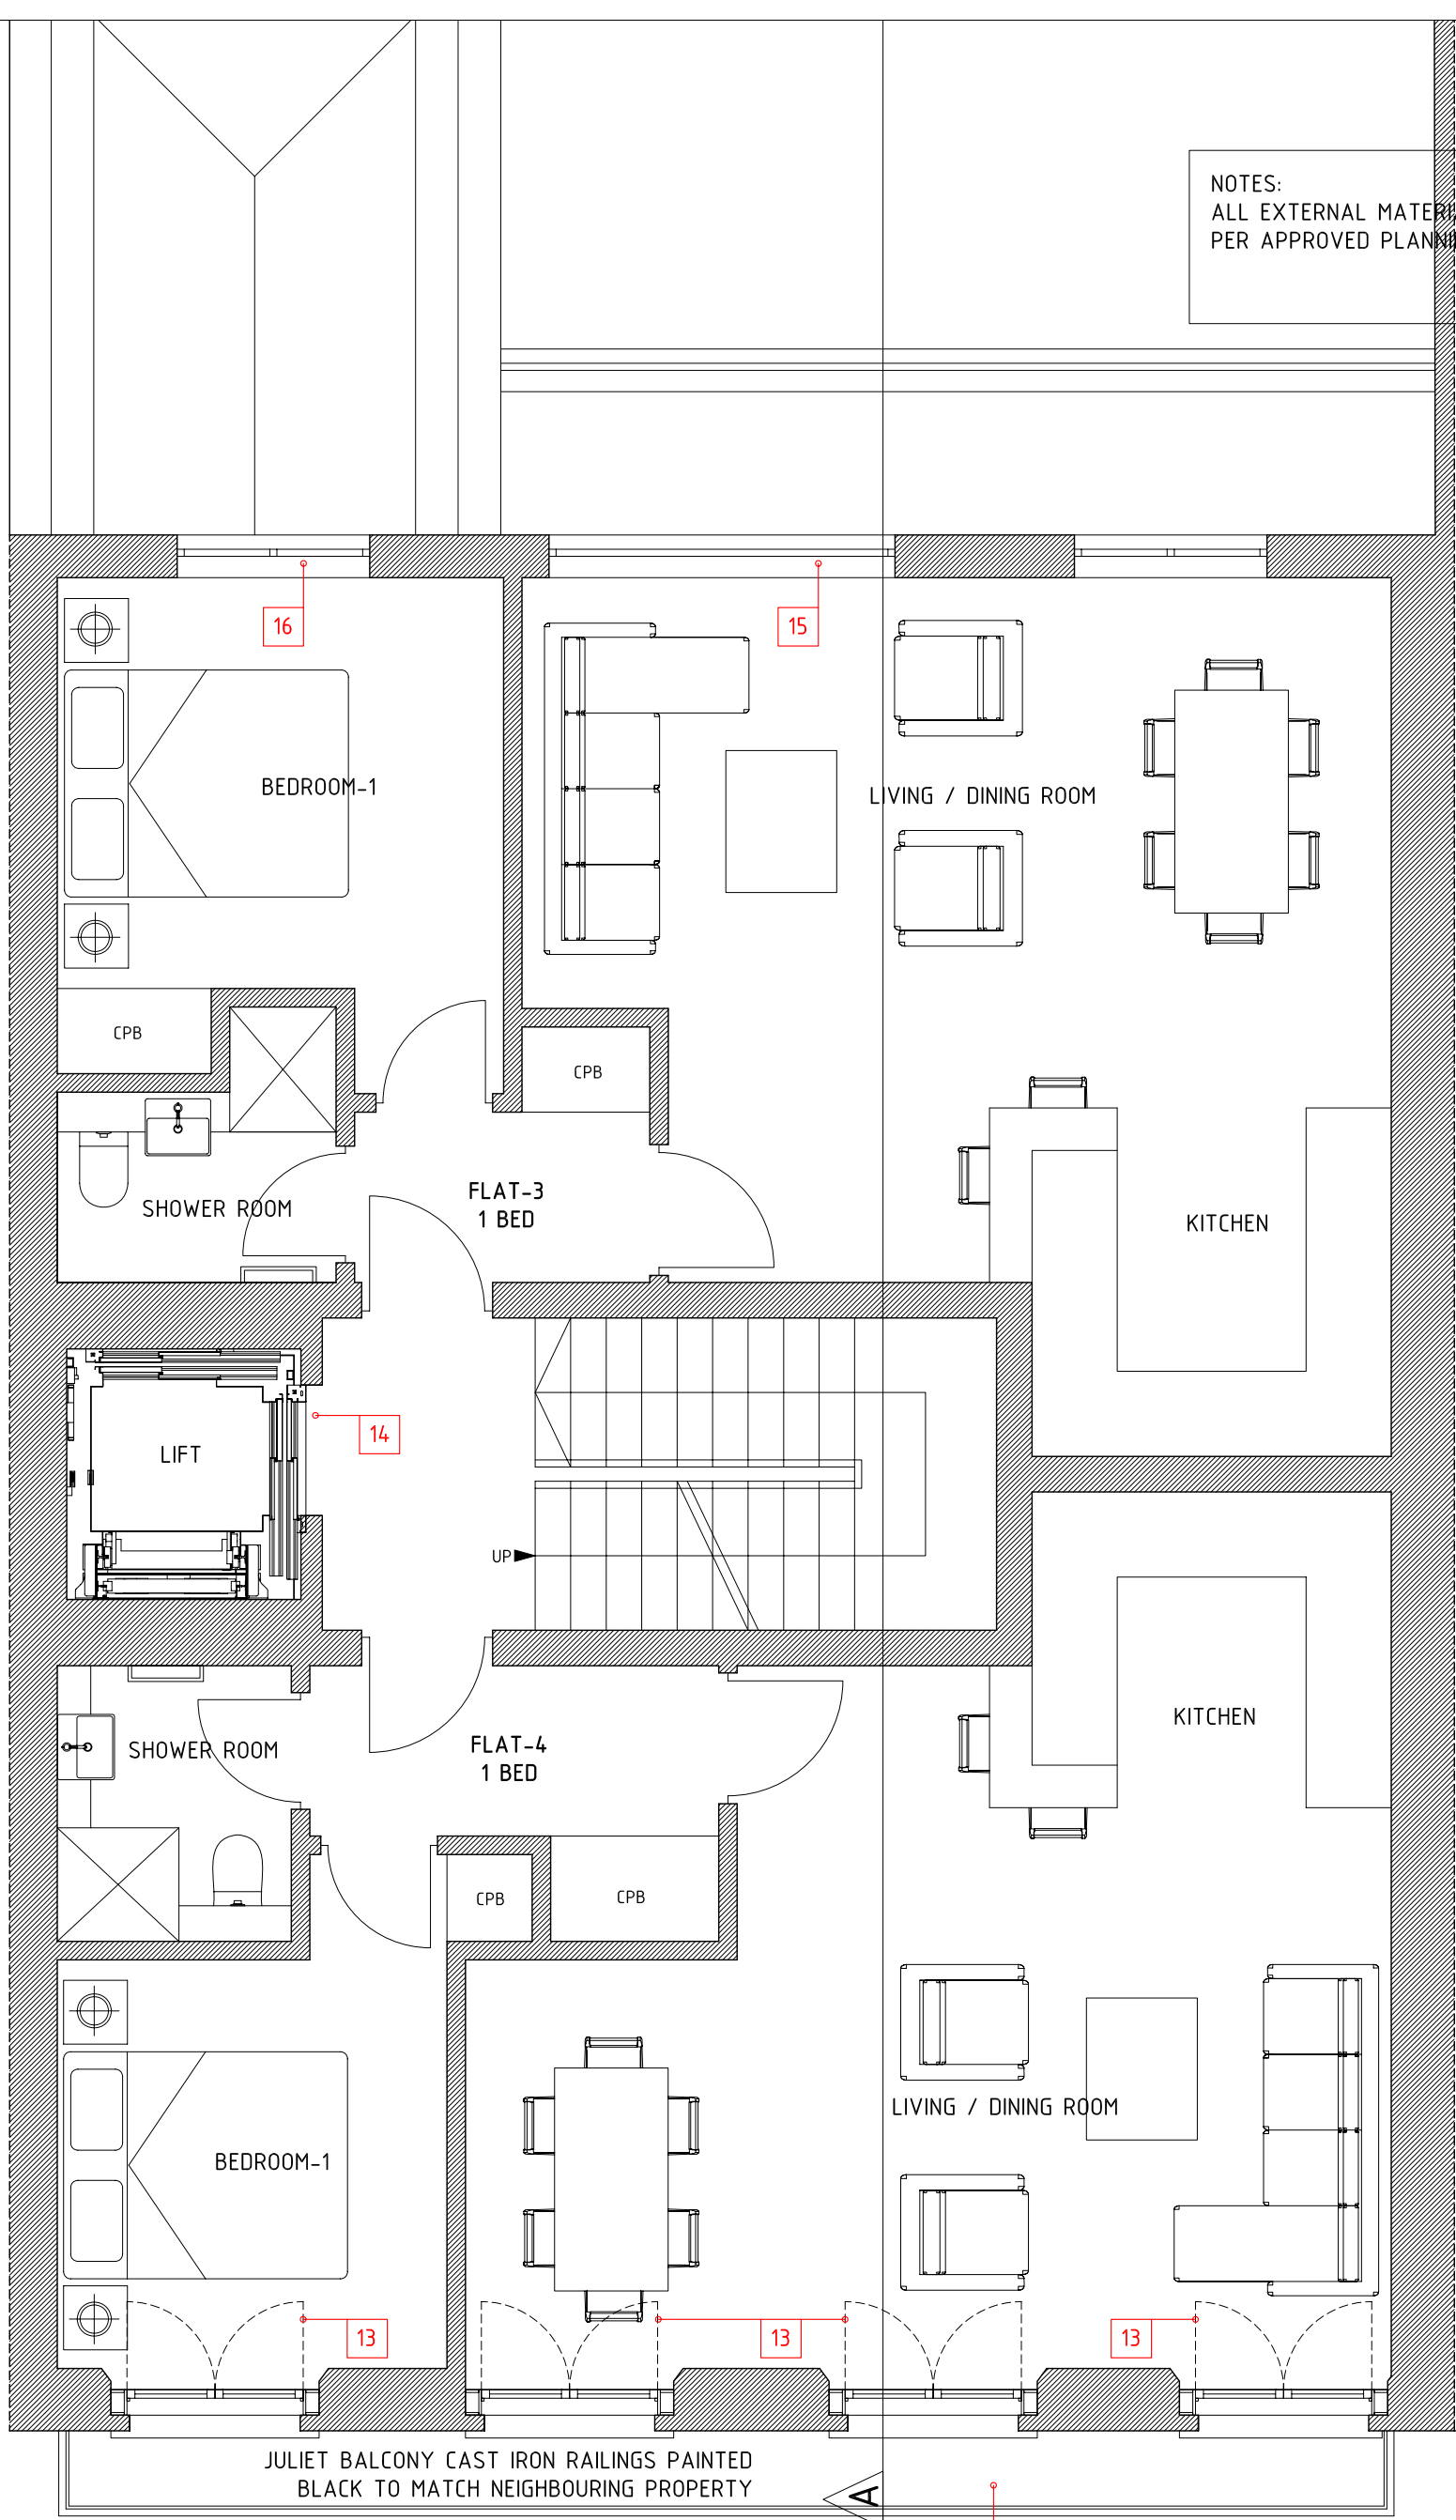 NOTES:
ALL EXTERNAL
PER APPROVED
16
15
BEDROOM-1
LIVING / DINING ROOM
CPB
CPB
SHOWER ROOM
FLAT-3
1 BED
KITCHEN
14
LIFT
UP
KITCHEN
SHOWER ROOM
FLAT-4
1 BED
CPB
CPB
LIVING / DINING ROOM
BEDROOM-1
13
13
13
JULIET BALCONY CAST IRON RAILINGS PAINTED
BLACK TO MATCH NEIGHBOURING PROPERTY
A